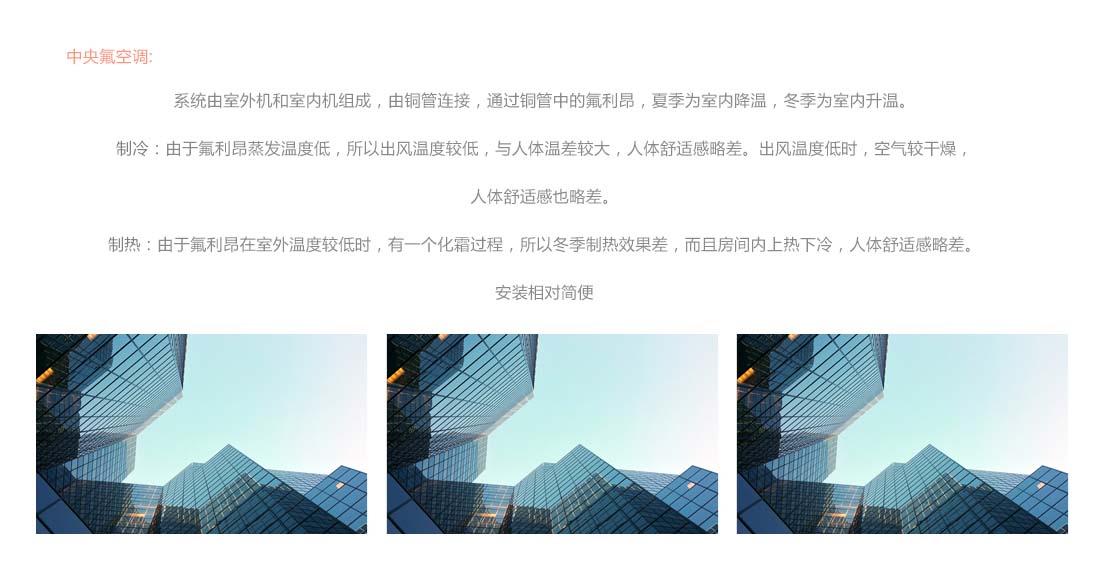 中央氟空调:
系统由室外机和室内机组成，由铜管连接，通过铜管中的氟利昂，夏季为室内降温，冬季为室内升温。
制冷：由于氟利昂蒸发温度低，所以出风温度较低，与人体温差较大，人体舒适感略差。出风温度低时，空气较干燥，
人体舒适感也略差。
制热：由于氟利昂在室外温度较低时，有一个化霜过程，所以冬季制热效果差，而且房间内上热下冷，人体舒适感略差。
安装相对简便